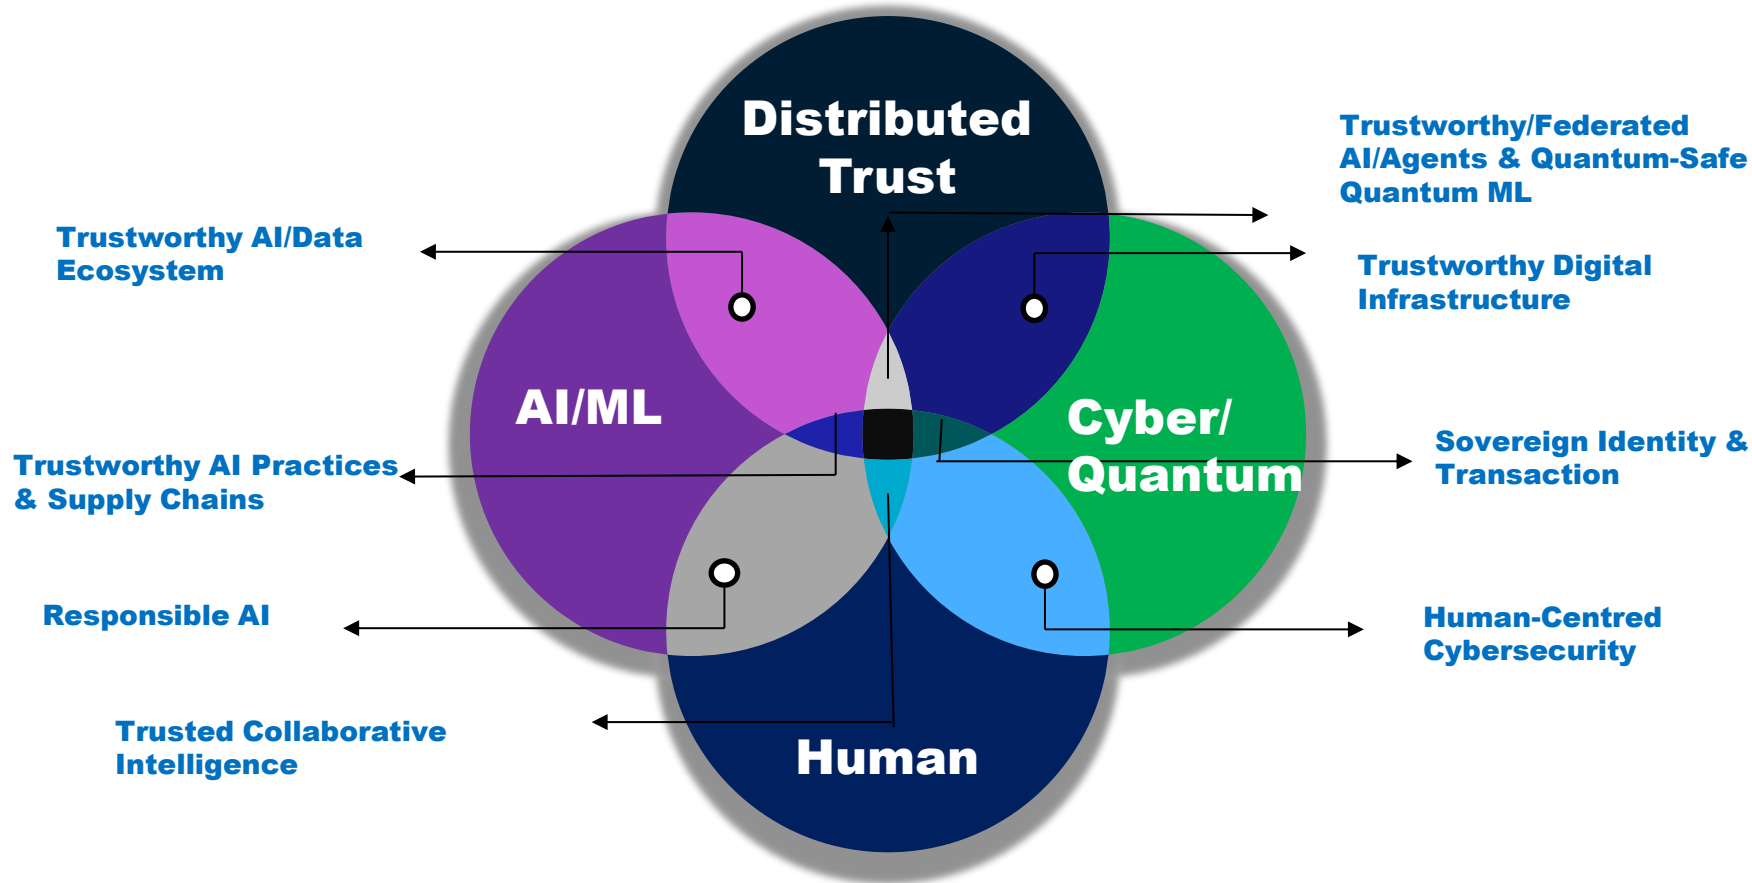 Distributed
Trust
Trustworthy/Federated
AI/Agents & Quantum-Safe
Quantum ML
Trustworthy AI/Data
Ecosystem
Trustworthy Digital
Infrastructure
AI/ML
Cyber/
Quantum
Trustworthy AI Practices
& Supply Chains
Sovereign Identity &
Transaction
Responsible AI
Human-Centred
Cybersecurity
Trusted Collaborative
Intelligence
Human